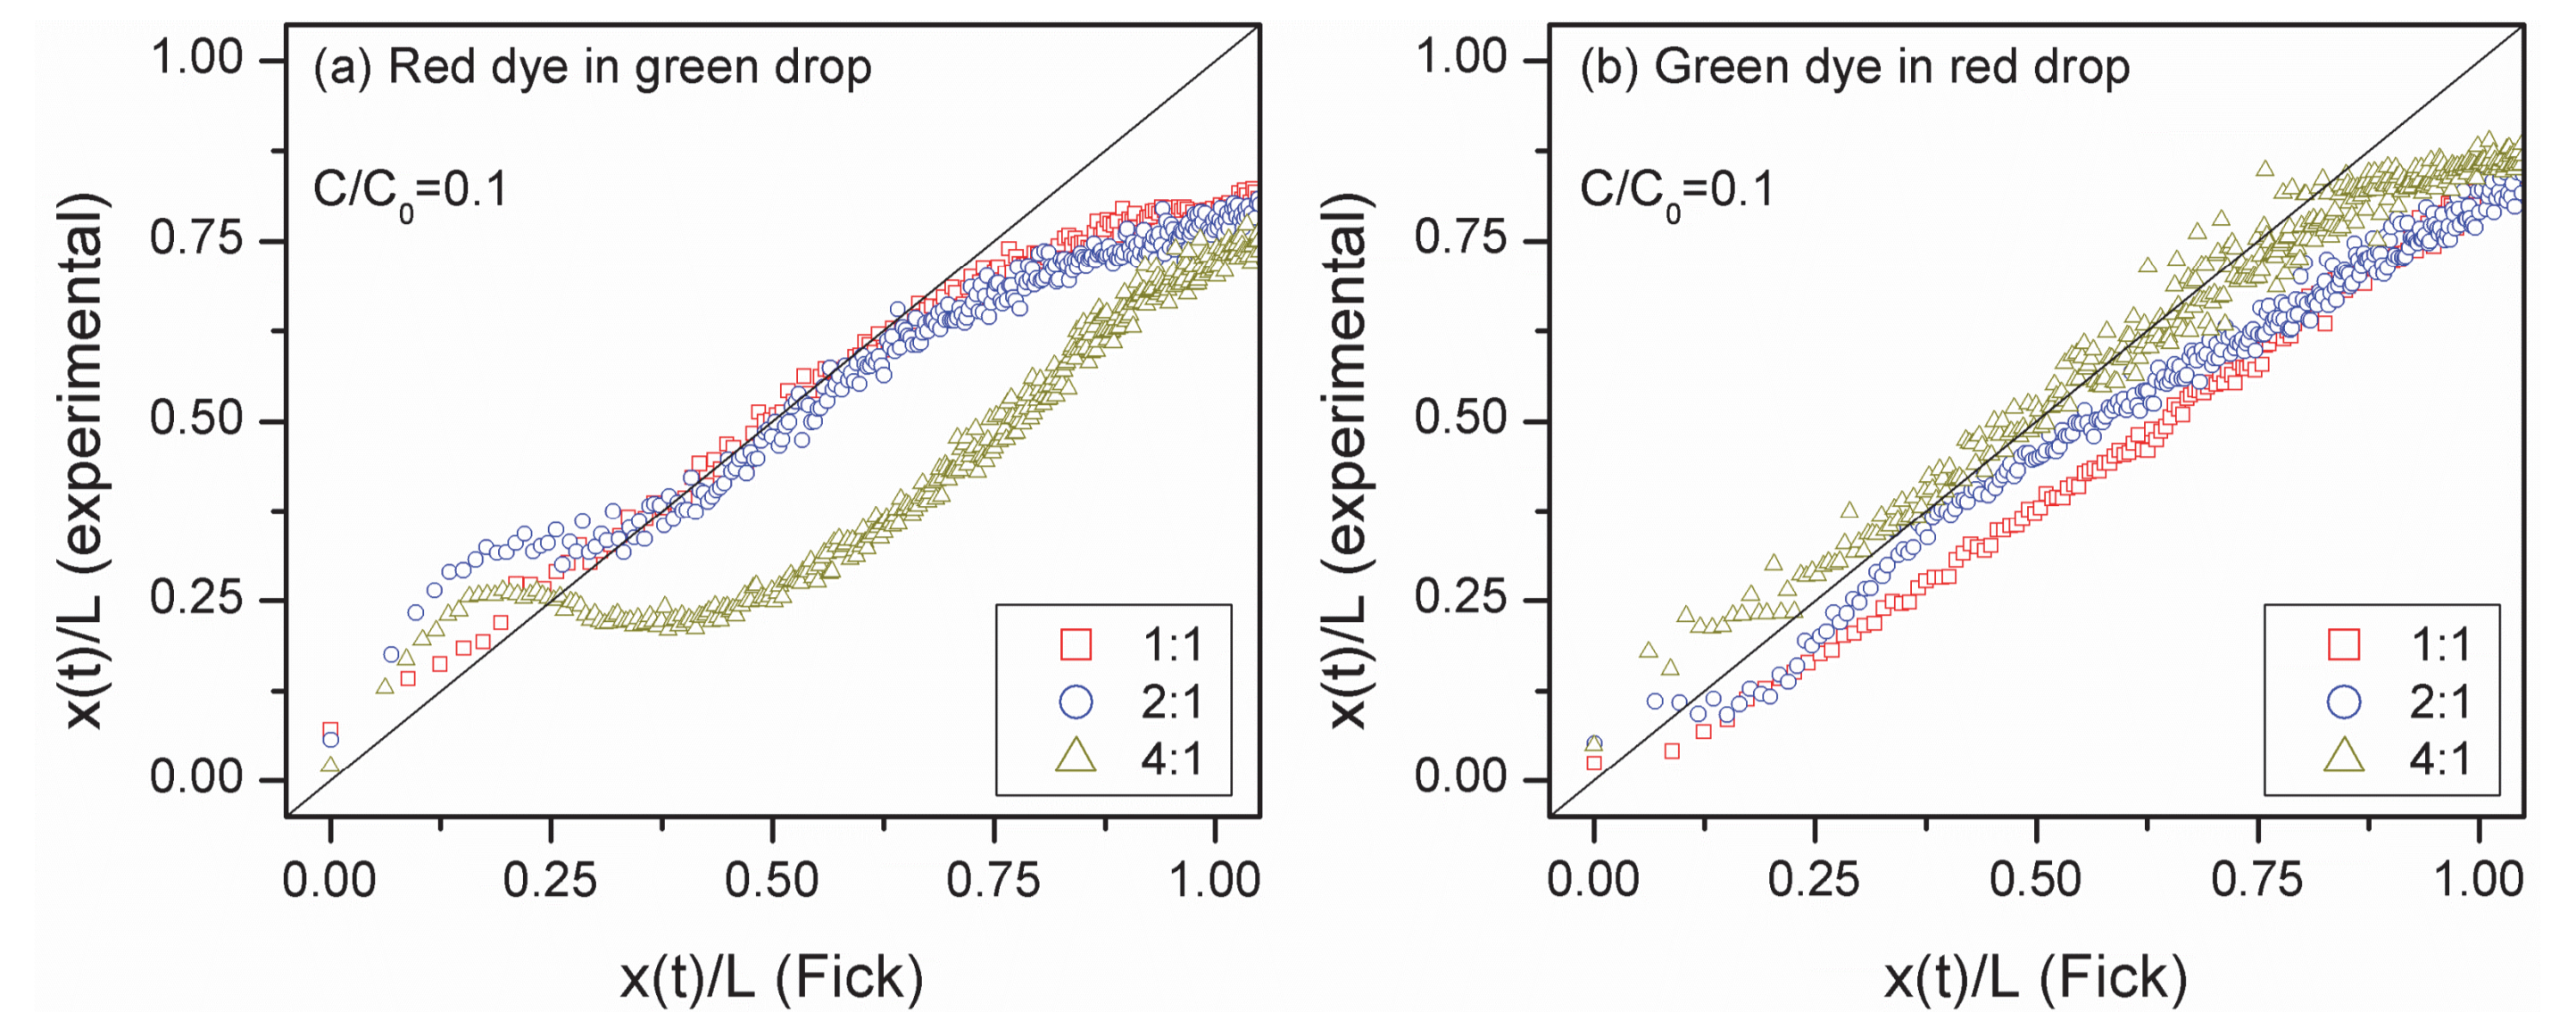 (a) Red dye in green drop
C/C₀=0.1
x(t)/L (experimental)
1.00
0.75
0.50
0.25
0.00
0.00 0.25 0.50 0.75 1.00
x(t)/L (Fick)
1:1
2:1
4:1
(b) Green dye in red drop
C/C₀=0.1
x(t)/L (experimental)
1.00
0.75
0.50
0.25
0.00
0.00 0.25 0.50 0.75 1.00
x(t)/L (Fick)
1:1
2:1
4:1